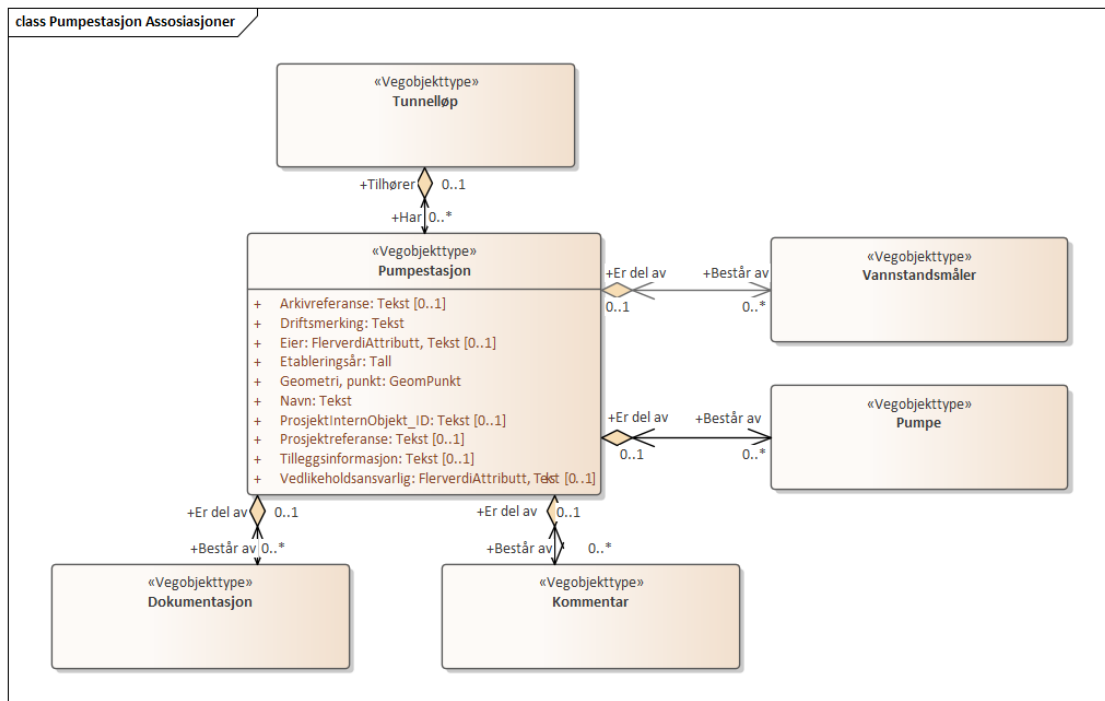 class Pumpestasjon Assosiasjoner
«Vegobjekttype»
Tunnelløp
+Tilhører 0..1
+Har 0..*
«Vegobjekttype»
Pumpestasjon
+ Arkivreferanse: Tekst [0..1]
+ Driftsmerking: Tekst
+ Eier: FlerverdiAttributt, Tekst [0..1]
+ Etableringsår: Tall
+ Geometri, punkt: GeomPunkt
+ Navn: Tekst
+ ProsjektInternObjekt_ID: Tekst [0..1]
+ Prosjektreferanse: Tekst [0..1]
+ Tilleggsinformasjon: Tekst [0..1]
+ Vedlikeholdsansvarlig: FlerverdiAttributt, Tekst [0..1]
+Er del av +Består av
0..1 0..*
«Vegobjekttype»
Vannstandsmåler
+Er del av +Består av
0..1 0..*
«Vegobjekttype»
Pumpe
+Er del av 0..1
+Består av 0..*
«Vegobjekttype»
Dokumentasjon
+Er del av 0..1
+Består av 0..*
«Vegobjekttype»
Kommentar